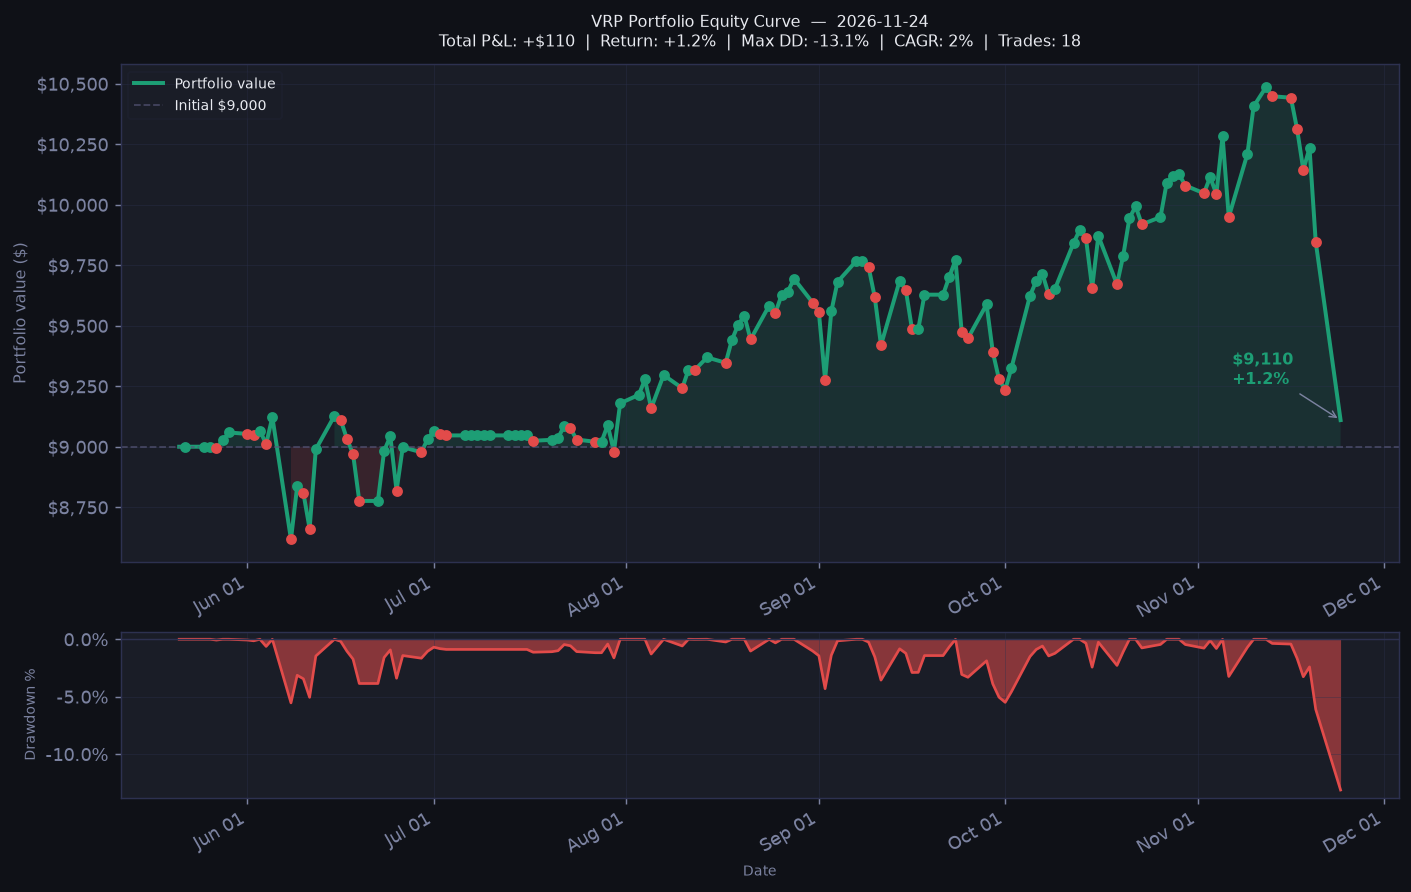 VRP Portfolio Equity Curve — 2026-11-24
Total P&L: +$110 | Return: +1.2% | Max DD: -13.1% | CAGR: 2% | Trades: 18
Portfolio value
Initial $9,000
Portfolio value ($)
$10,500
$10,250
$10,000
$9,750
$9,500
$9,250
$9,000
$8,750
$9,110
+1.2%
Jun 01
Jul 01
Aug 01
Sep 01
Oct 01
Nov 01
Dec 01
Drawdown %
0.0%
-5.0%
-10.0%
Jun 01
Jul 01
Aug 01
Sep 01
Oct 01
Nov 01
Dec 01
Date